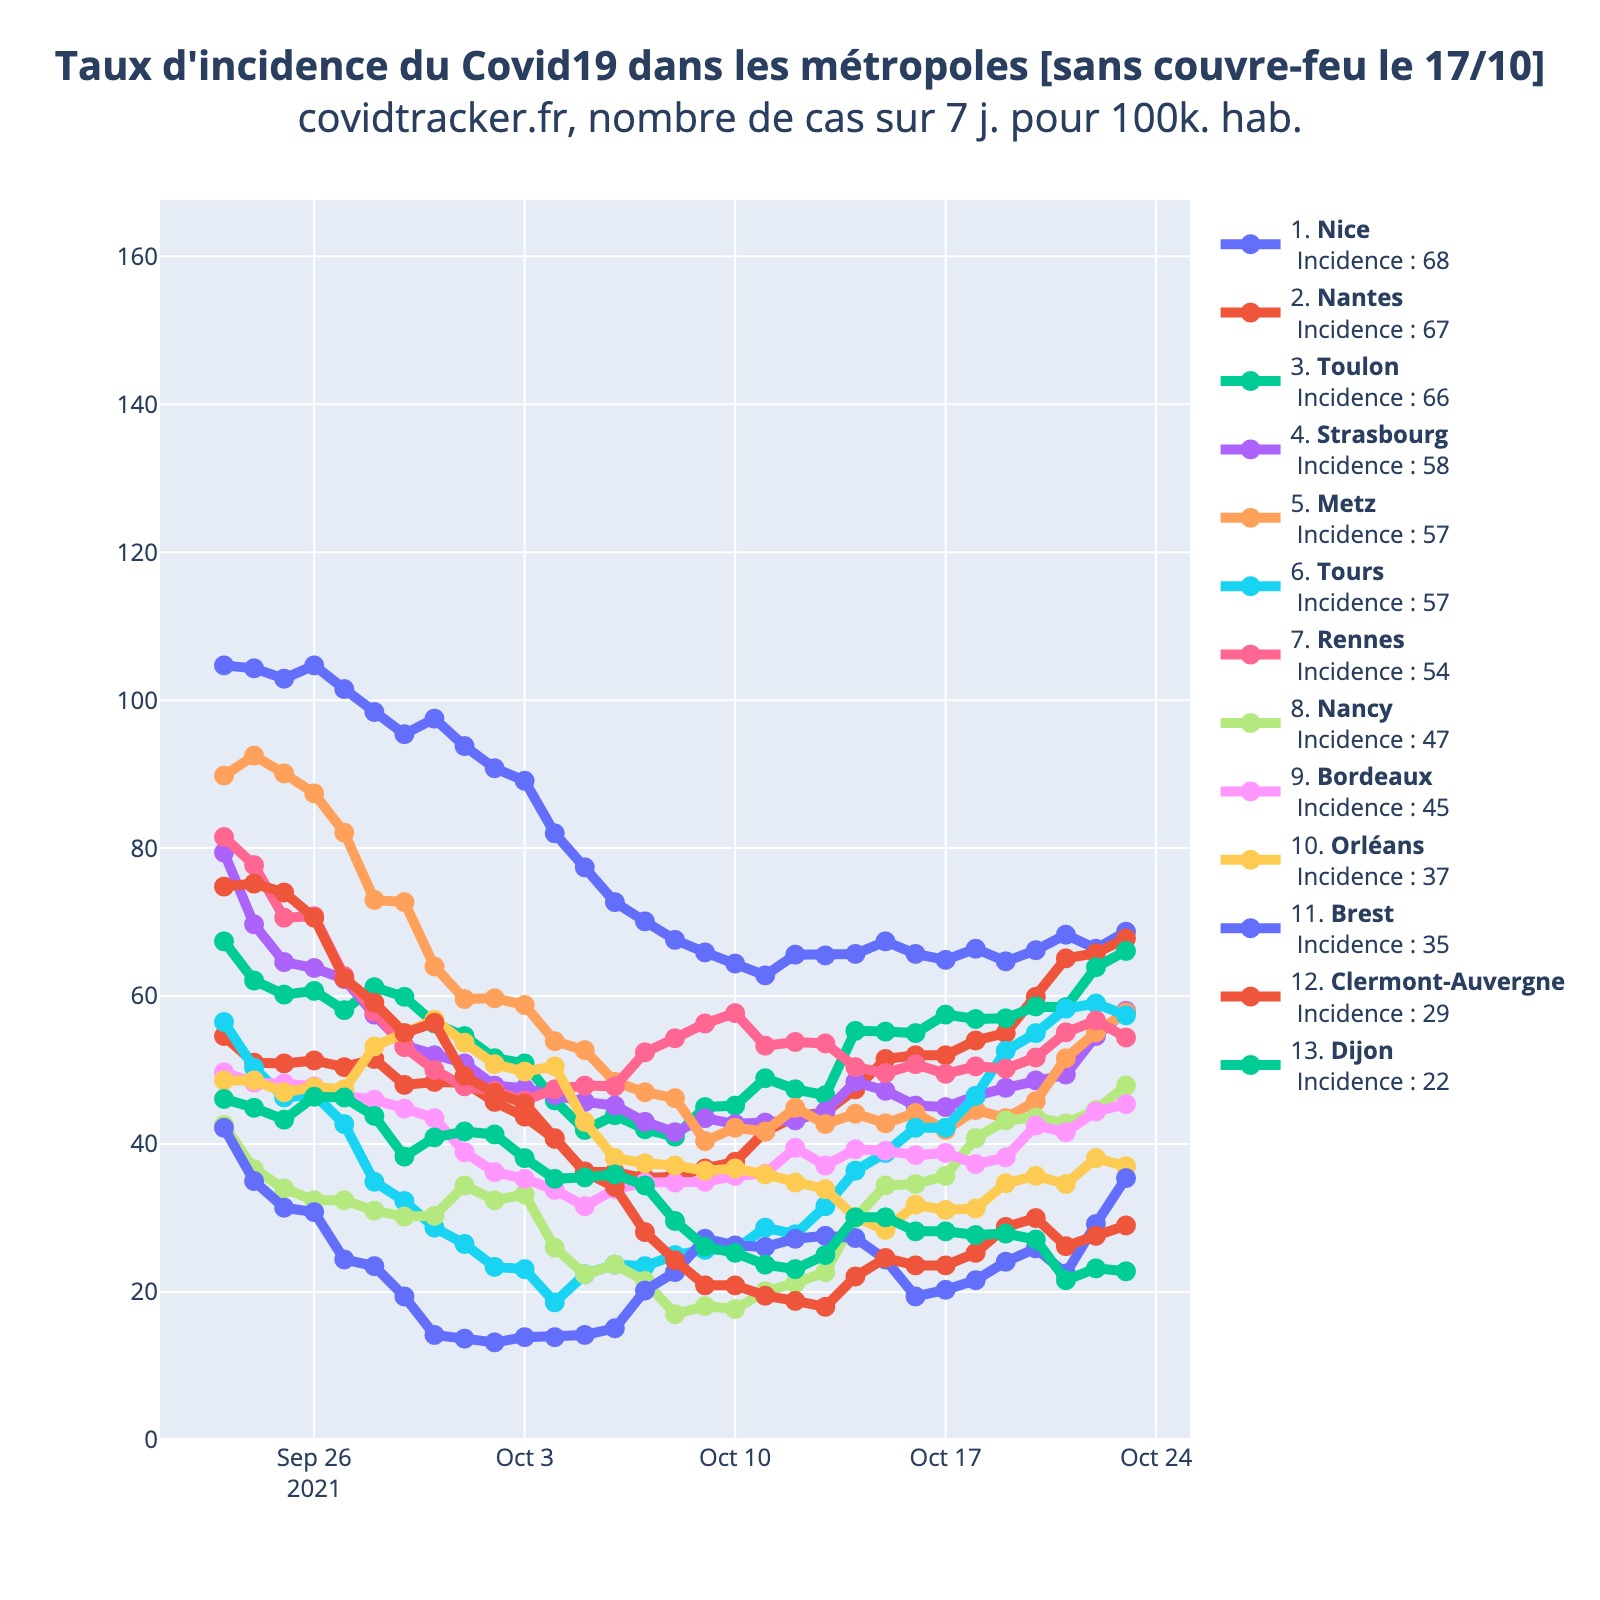 Taux d'incidence du Covid19 dans les métropoles [sans couvre-feu le 17/10]
covidtracker.fr, nombre de cas sur 7 j. pour 100k. hab.
160
140
120
100
80
60
40
20
0
Sep 26
2021
Oct 3
Oct 10
Oct 17
Oct 24
1. Nice
Incidence : 68
2. Nantes
Incidence : 67
3. Toulon
Incidence : 66
4. Strasbourg
Incidence : 58
5. Metz
Incidence : 57
6. Tours
Incidence : 57
7. Rennes
Incidence : 54
8. Nancy
Incidence : 47
9. Bordeaux
Incidence : 45
10. Orléans
Incidence : 37
11. Brest
Incidence : 35
12. Clermont-Auvergne
Incidence : 29
13. Dijon
Incidence : 22